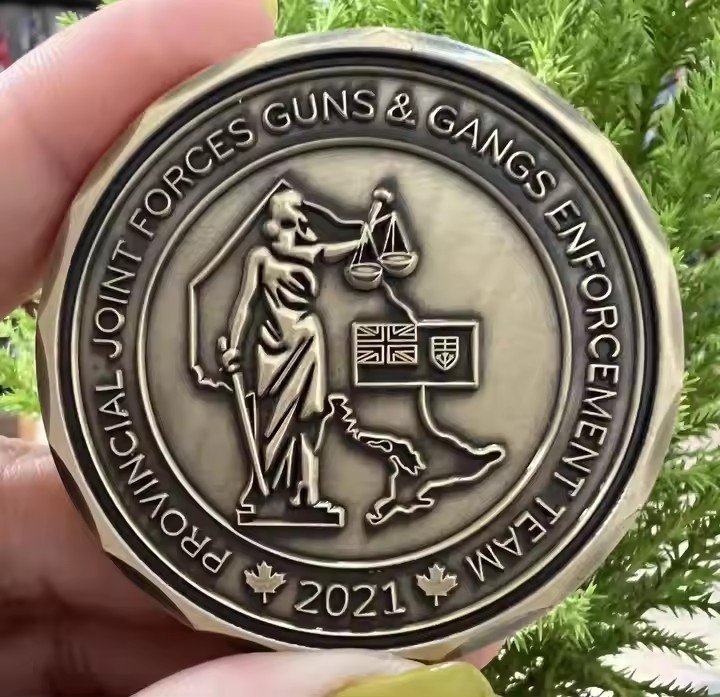 PROVINCIAL JOINT FORCES GUNS & GANGS ENFORCEMENT TEAM
2021